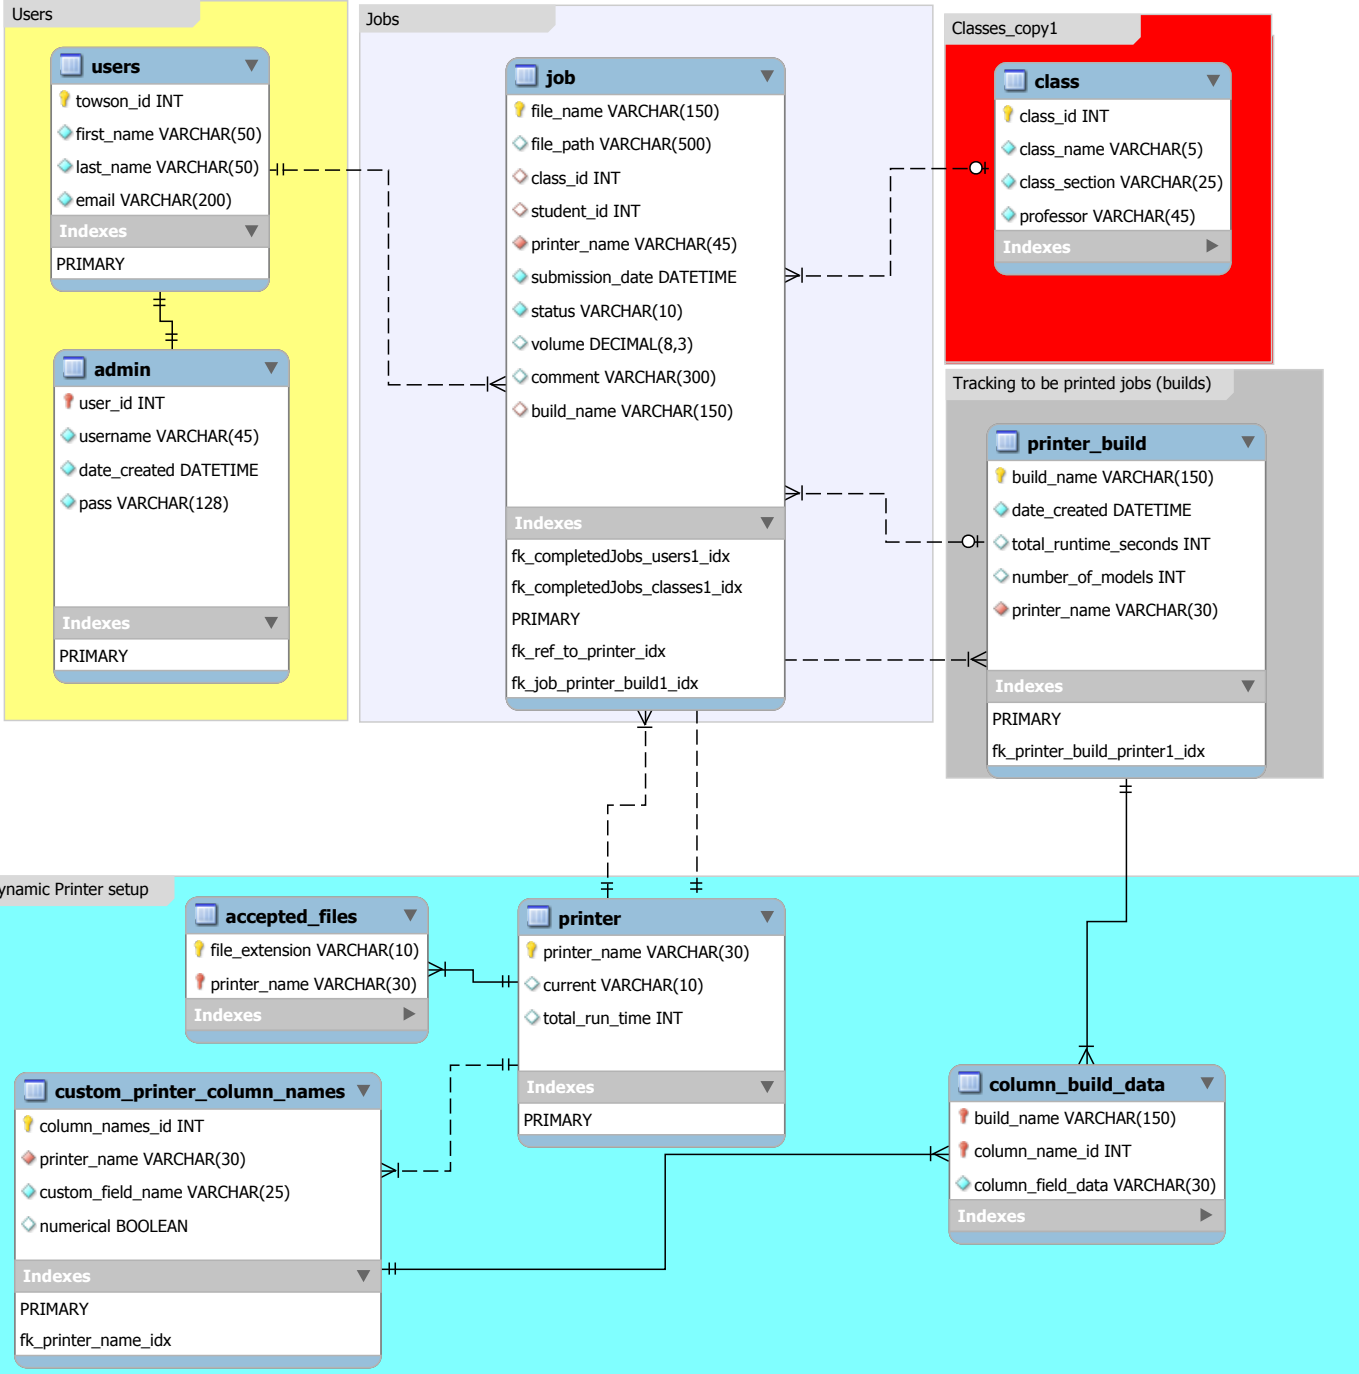 Users
users
towson_id INT
first_name VARCHAR(50)
last_name VARCHAR(50)
email VARCHAR(200)
Indexes
PRIMARY
admin
user_id INT
username VARCHAR(45)
date_created DATETIME
pass VARCHAR(128)
Indexes
PRIMARY
Jobs
job
file_name VARCHAR(150)
file_path VARCHAR(500)
class_id INT
student_id INT
printer_name VARCHAR(45)
submission_date DATETIME
status VARCHAR(10)
volume DECIMAL(8,3)
comment VARCHAR(300)
build_name VARCHAR(150)
Indexes
fk_completedJobs_users1_idx
fk_completedJobs_classes1_idx
PRIMARY
fk_ref_to_printer_idx
fk_job_printer_build1_idx
Classes_copy1
class
class_id INT
class_name VARCHAR(5)
class_section VARCHAR(25)
professor VARCHAR(45)
Indexes
Tracking to be printed jobs (builds)
printer_build
build_name VARCHAR(150)
date_created DATETIME
total_runtime_seconds INT
number_of_models INT
printer_name VARCHAR(30)
Indexes
PRIMARY
fk_printer_build_printer1_idx
ynamic Printer setup
accepted_files
file_extension VARCHAR(10)
printer_name VARCHAR(30)
Indexes
printer
printer_name VARCHAR(30)
current VARCHAR(10)
total_run_time INT
Indexes
PRIMARY
custom_printer_column_names
column_names_id INT
printer_name VARCHAR(30)
custom_field_name VARCHAR(25)
numerical BOOLEAN
Indexes
PRIMARY
fk_printer_name_idx
column_build_data
build_name VARCHAR(150)
column_name_id INT
column_field_data VARCHAR(30)
Indexes